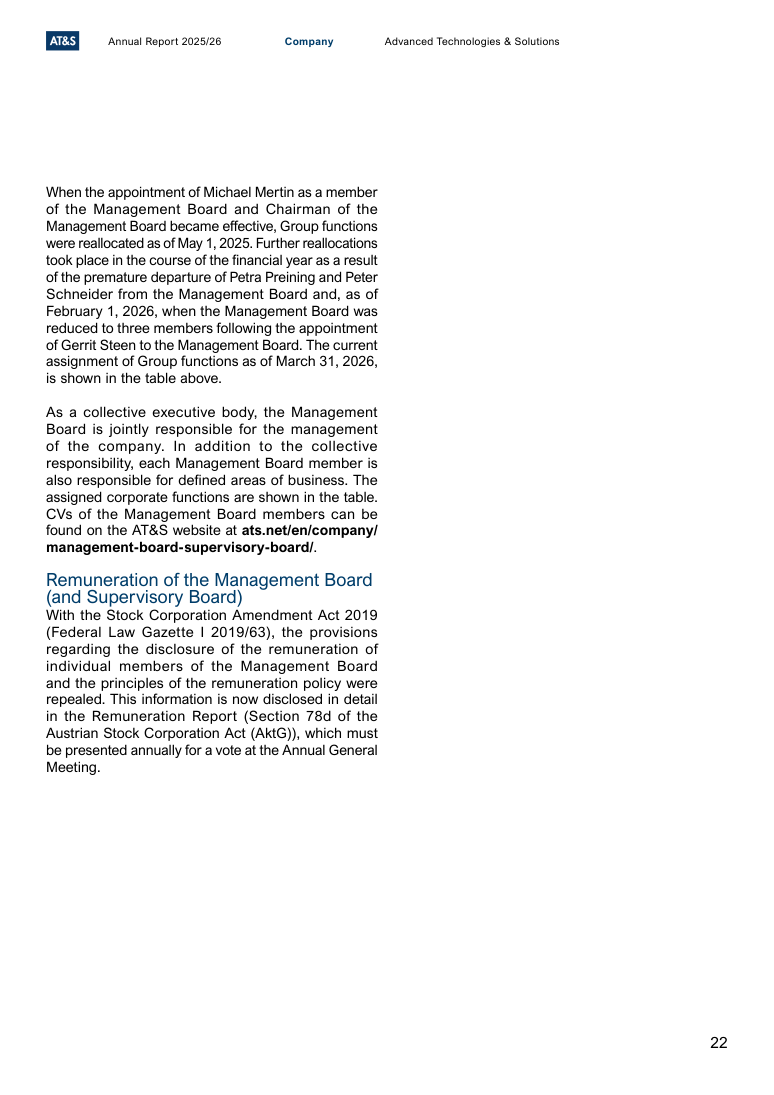 AT&S
Annual Report 2025/26
Company
Advanced Technologies & Solutions
When the appointment of Michael Mertin as a member
of the Management Board and Chairman of the
Management Board became effective, Group functions
were reallocated as of May 1, 2025. Further reallocations
took place in the course of the financial year as a result
of the premature departure of Petra Preining and Peter
Schneider from the Management Board and, as of
February 1, 2026, when the Management Board was
reduced to three members following the appointment
of Gerrit Steen to the Management Board. The current
assignment of Group functions as of March 31, 2026,
is shown in the table above.
As a collective executive body, the Management
Board is jointly responsible for the management
of the company. In addition to the collective
responsibility, each Management Board member is
also responsible for defined areas of business. The
assigned corporate functions are shown in the table.
CVs of the Management Board members can be
found on the AT&S website at ats.net/en/company/
management-board-supervisory-board/.
Remuneration of the Management Board
(and Supervisory Board)
With the Stock Corporation Amendment Act 2019
(Federal Law Gazette I 2019/63), the provisions
regarding the disclosure of the remuneration of
individual members of the Management Board
and the principles of the remuneration policy were
repealed. This information is now disclosed in detail
in the Remuneration Report (Section 78d of the
Austrian Stock Corporation Act (AktG)), which must
be presented annually for a vote at the Annual General
Meeting.
22